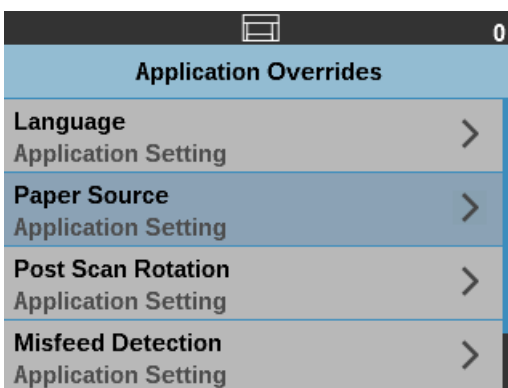 0
Application Overrides
Language
Application Setting
Paper Source
Application Setting
Post Scan Rotation
Application Setting
Misfeed Detection
Application Setting